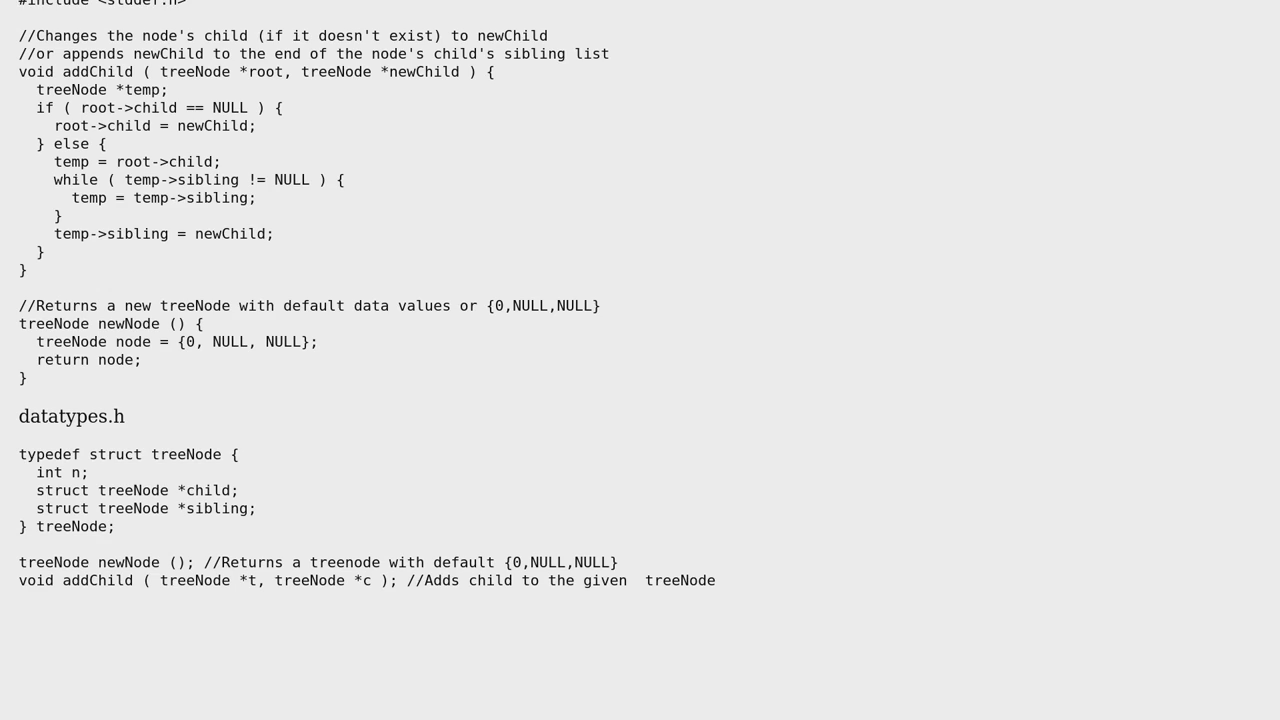 #include <stddef.h>

//Changes the node's child (if it doesn't exist) to newChild
//or appends newChild to the end of the node's child's sibling list
void addChild ( treeNode *root, treeNode *newChild ) {
  treeNode *temp;
  if ( root->child == NULL ) {
    root->child = newChild;
  } else {
    temp = root->child;
    while ( temp->sibling != NULL ) {
      temp = temp->sibling;
    }
    temp->sibling = newChild;
  }
}

//Returns a new treeNode with default data values or {0,NULL,NULL}
treeNode newNode () {
  treeNode node = {0, NULL, NULL};
  return node;
}

datatypes.h

typedef struct treeNode {
  int n;
  struct treeNode *child;
  struct treeNode *sibling;
} treeNode;

treeNode newNode (); //Returns a treenode with default {0,NULL,NULL}
void addChild ( treeNode *t, treeNode *c ); //Adds child to the given  treeNode